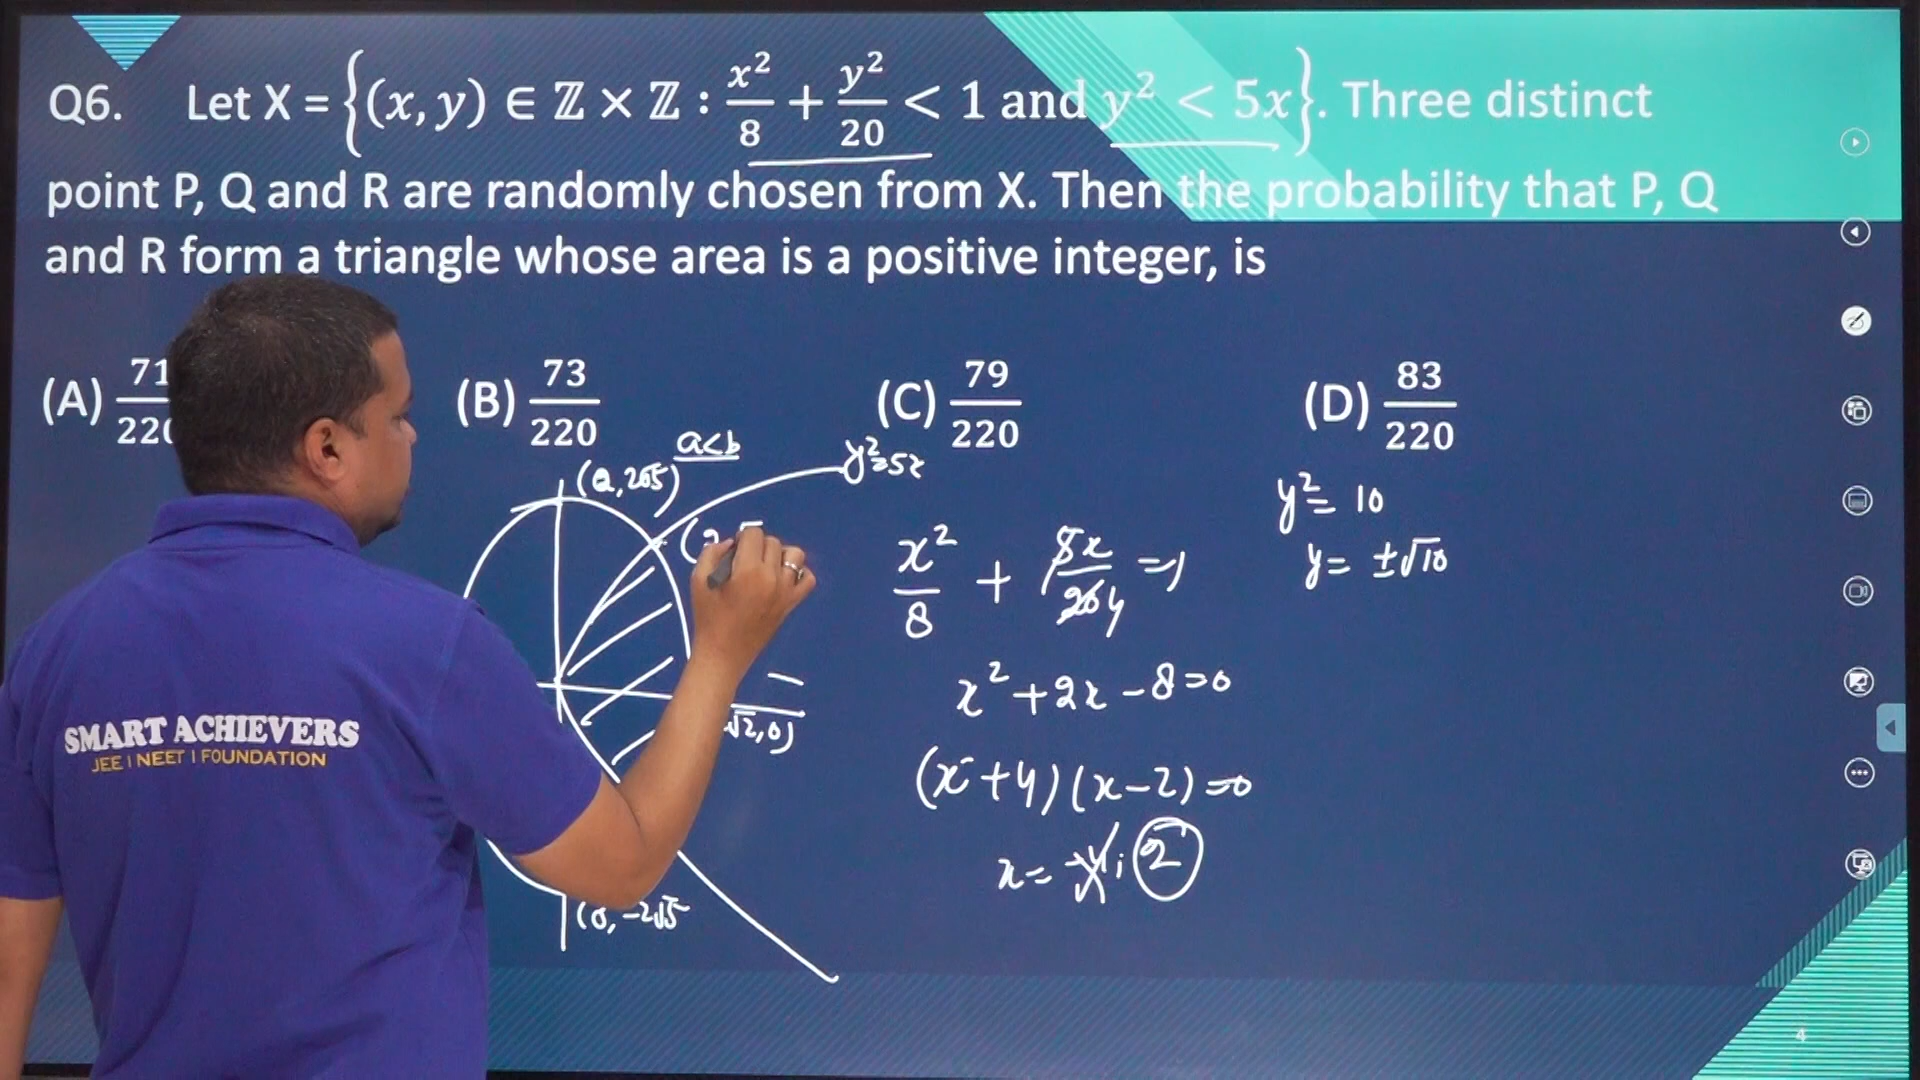 Q6. Let X = {(x, y) ∈ ℤ × ℤ : x²/8 + y²/20 < 1 and y² < 5x}. Three distinct
point P, Q and R are randomly chosen from X. Then the probability that P, Q
and R form a triangle whose area is a positive integer, is
(A) 71/220 (B) 73/220 (C) 79/220 (D) 83/220
a<b
y²=5x
y² = 10
y = ±√10
x²/8 + 5x/20 4 = 1
x² + 2x - 8 = 0
(x + 4) (x - 2) = 0
x = -4 ; 2
√2, 0)
(0, -2√5
SMART ACHIEVERS
JEE | NEET | FOUNDATION
4